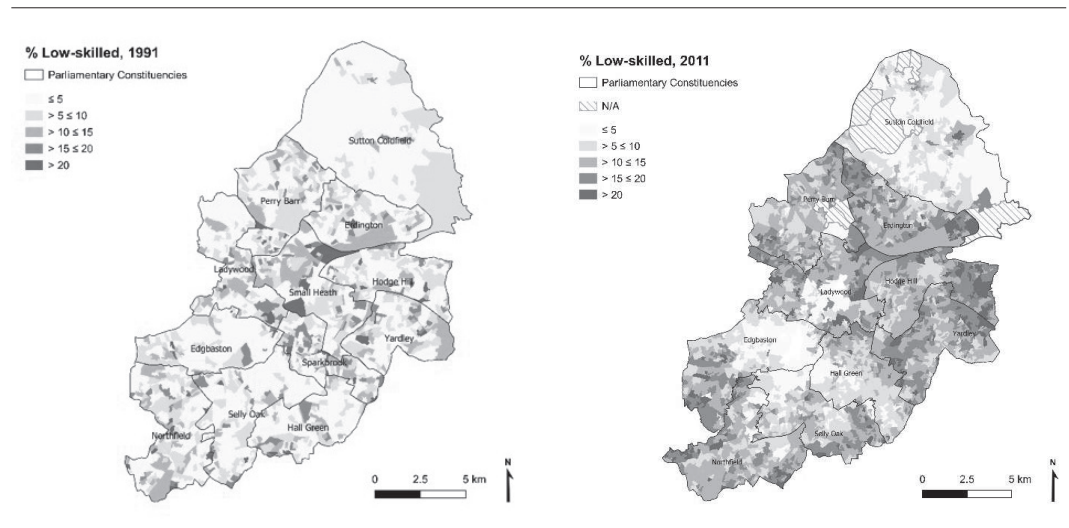 % Low-skilled, 1991
Parliamentary Constituencies
≤ 5
> 5 ≤ 10
> 10 ≤ 15
> 15 ≤ 20
> 20
Sutton Coldfield
Perry Barr
Erdington
Ladywood
Hodge Hill
Small Heath
Yardley
Edgbaston
Sparkbrook
Selly Oak
Hall Green
Northfield
0 2.5 5 km
N
% Low-skilled, 2011
Parliamentary Constituencies
N/A
≤ 5
> 5 ≤ 10
> 10 ≤ 15
> 15 ≤ 20
> 20
Sutton Coldfield
Perry Barr
Erdington
Hodge Hill
Ladywood
Yardley
Edgbaston
Hall Green
Selly Oak
Northfield
0 2.5 5 km
N